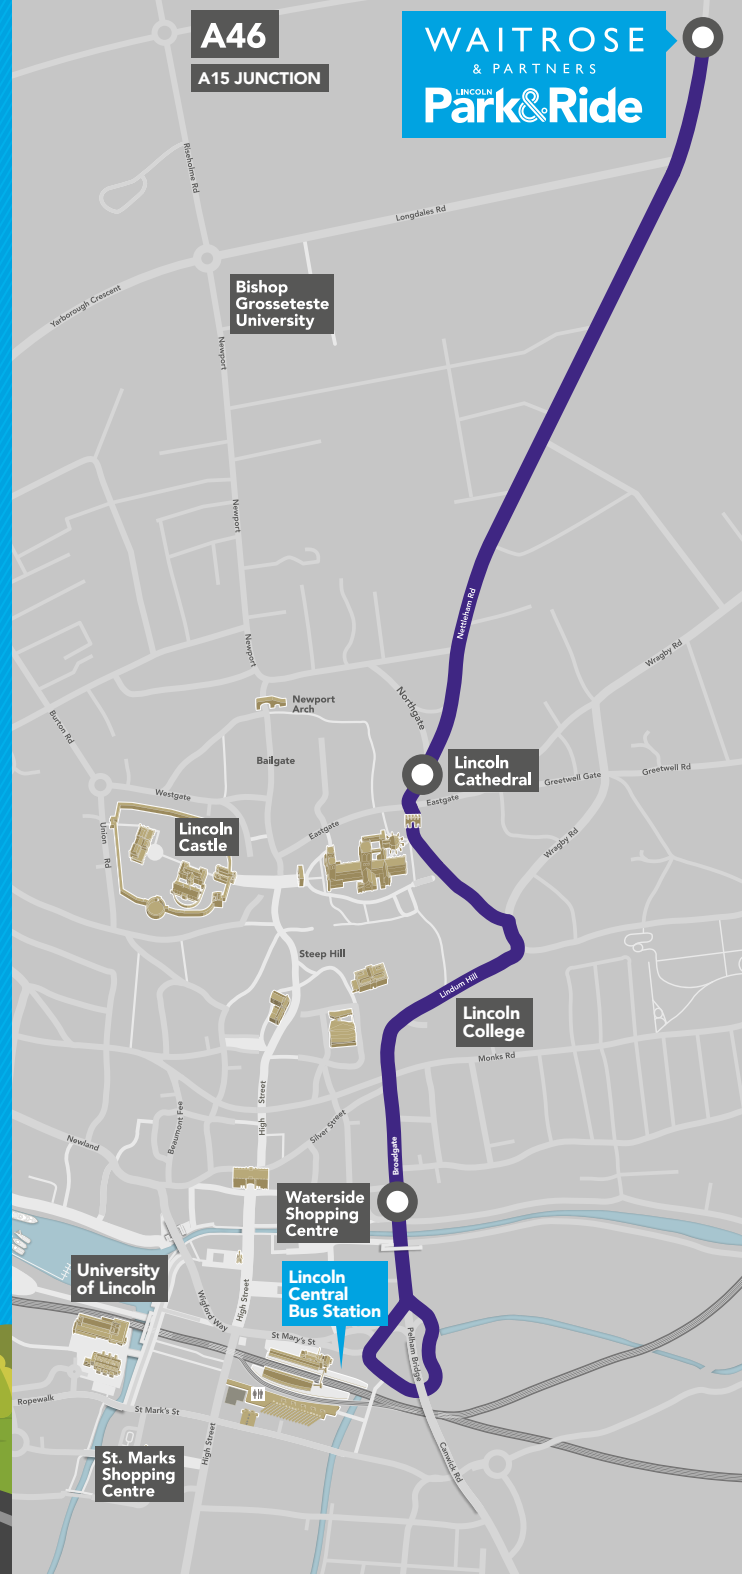 A46
A15 JUNCTION
WAITROSE
& PARTNERS
LINCOLN
Park&Ride
Riseholme Rd
Longdales Rd
Yarborough Crescent
Bishop
Grosseteste
University
Newport
Newport
Nettleham Rd
Newport
Wragby Rd
Newport
Arch
Northgate
Burton Rd
Bailgate
Lincoln
Cathedral
Greetwell Gate
Greetwell Rd
Westgate
Eastgate
Union Rd
Lincoln
Castle
Eastgate
Wragby Rd
Steep Hill
Lindum Hill
Lincoln
College
Monks Rd
High Street
Silver Street
Beaumont Fee
Newland
Broadgate
Waterside
Shopping
Centre
University
of Lincoln
Lincoln
Central
Bus Station
Wigford Way
High Street
St Mary's St
Pelham Bridge
Ropewalk
St Mark's St
High Street
Canwick Rd
St. Marks
Shopping
Centre